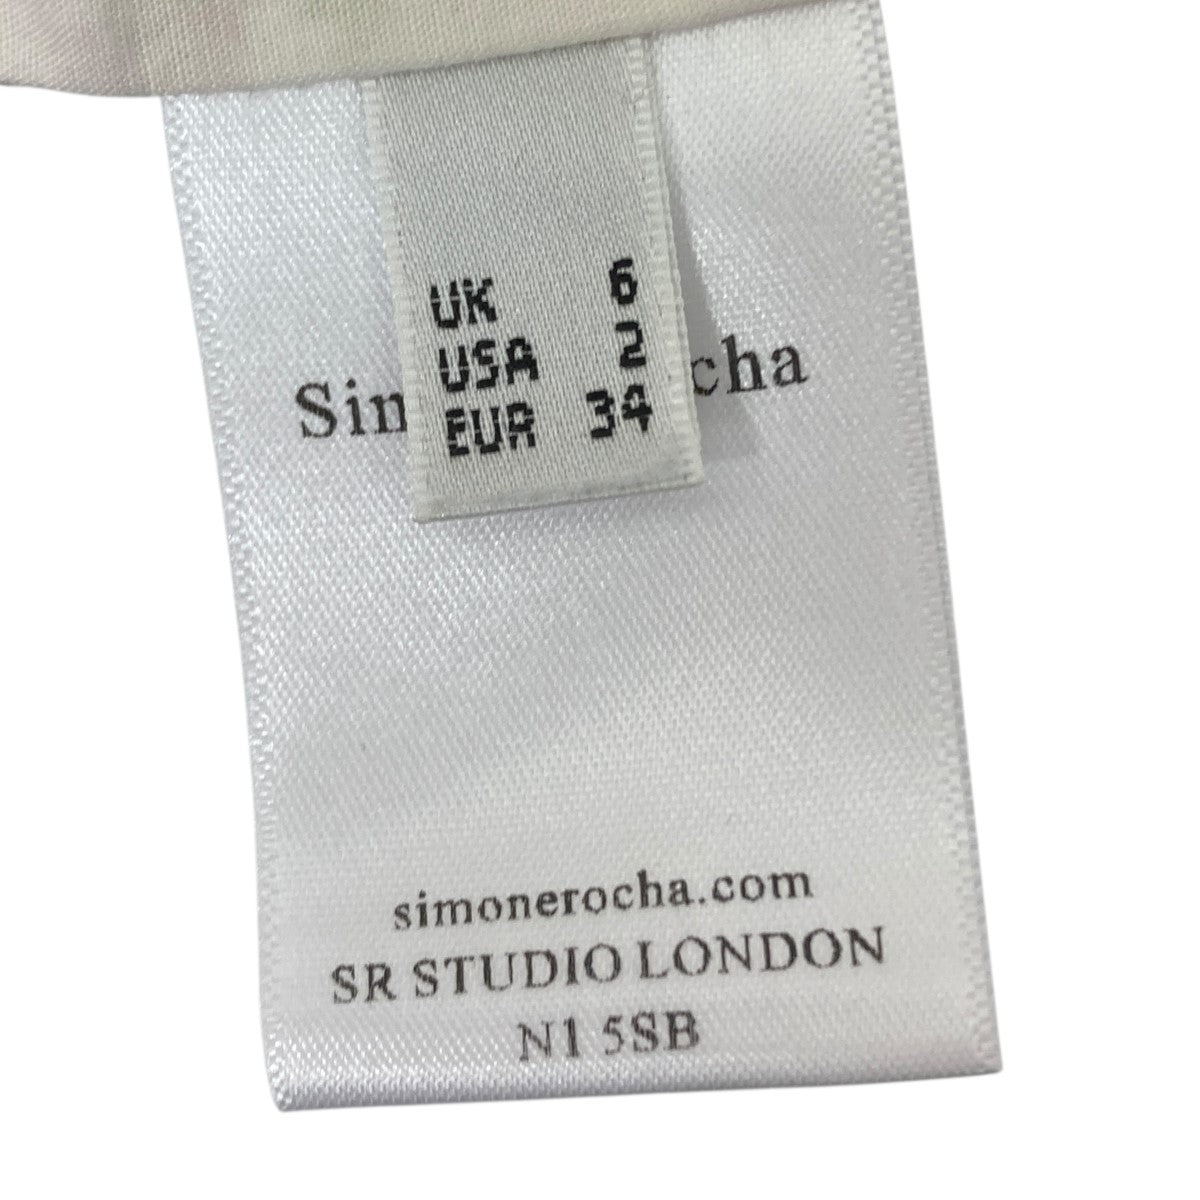 UK 6
USA 2
EUR 34
Sim cha
simonerocha.com
SR STUDIO LONDON
N1 5SB